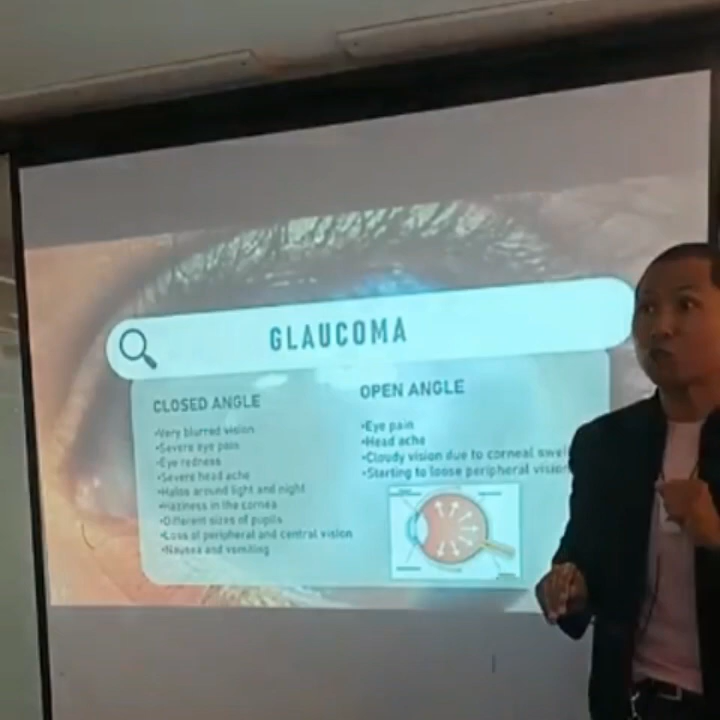 GLAUCOMA
CLOSED ANGLE
•Very blurred vision
•Severe eye pain
•Eye redness
•Severe head ache
•Halos around light and night
•Haziness in the cornea
•Different sizes of pupils
•Loss of peripheral and central vision
•Nausea and vomiting
OPEN ANGLE
•Eye pain
•Head ache
•Cloudy vision due to corneal swel
•Starting to loose peripheral vision